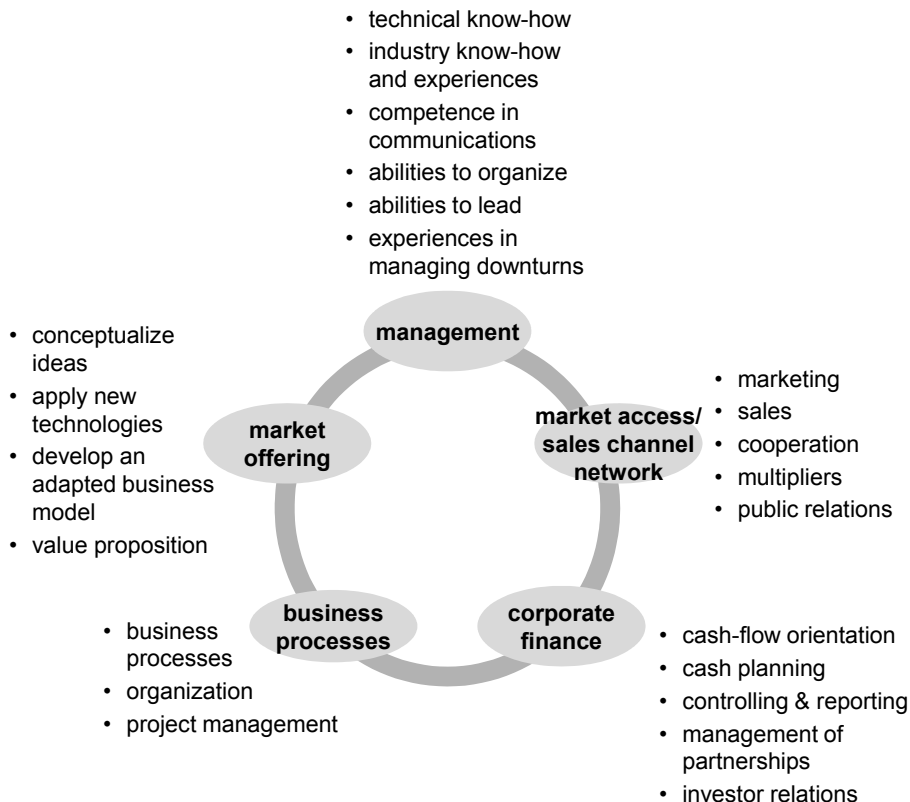 • technical know-how
• industry know-how
and experiences
• competence in
communications
• abilities to organize
• abilities to lead
• experiences in
managing downturns
management
• conceptualize
ideas
• apply new
technologies
• develop an
adapted business
model
• value proposition
market
offering
market access/
sales channel
network
• marketing
• sales
• cooperation
• multipliers
• public relations
business
processes
• business
processes
• organization
• project management
corporate
finance
• cash-flow orientation
• cash planning
• controlling & reporting
• management of
partnerships
• investor relations